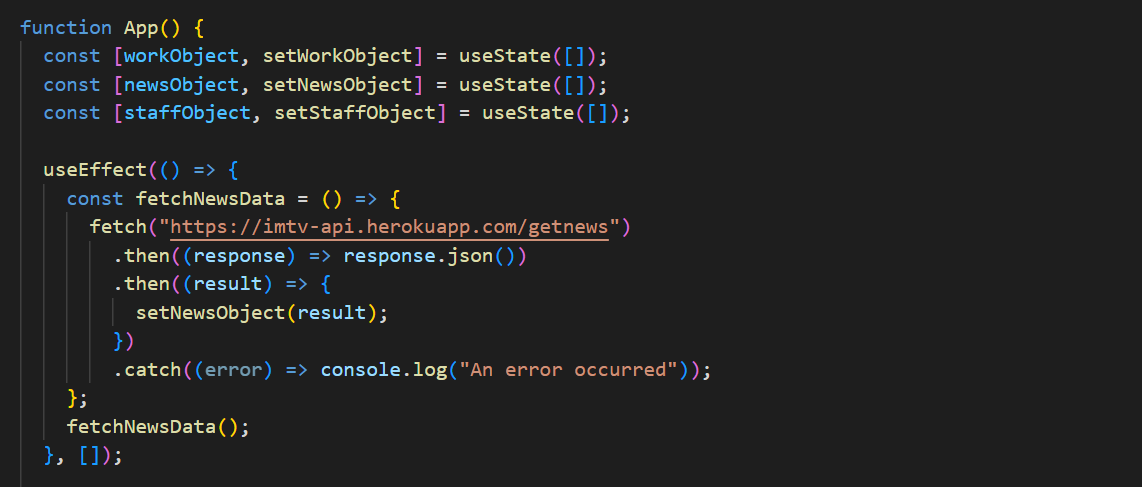 function App() {
  const [workObject, setWorkObject] = useState([]);
  const [newsObject, setNewsObject] = useState([]);
  const [staffObject, setStaffObject] = useState([]);

  useEffect(() => {
    const fetchNewsData = () => {
      fetch("https://imtv-api.herokuapp.com/getnews")
        .then((response) => response.json())
        .then((result) => {
          setNewsObject(result);
        })
        .catch((error) => console.log("An error occurred"));
    };
    fetchNewsData();
  }, []);